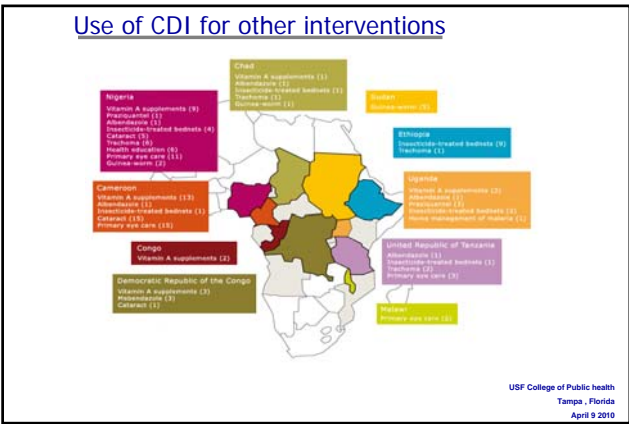 Use of CDI for other interventions
Chad
Vitamin A supplements (1)
Albendazole (1)
Insecticide-treated bednets (1)
Trachoma (1)
Guinea-worm (1)
Nigeria
Vitamin A supplements (9)
Praziquantel (1)
Albendazole (1)
Insecticide-treated bednets (4)
Cataract (5)
Trachoma (6)
Health education (6)
Primary eye care (11)
Guinea-worm (2)
Sudan
Guinea-worm (5)
Ethiopia
Insecticide-treated bednets (9)
Trachoma (1)
Cameroon
Vitamin A supplements (13)
Albendazole (1)
Insecticide-treated bednets (1)
Cataract (15)
Primary eye care (15)
Uganda
Vitamin A supplements (2)
Albendazole (1)
Praziquantel (3)
Insecticide-treated bednets (2)
Home management of malaria (1)
Congo
Vitamin A supplements (2)
United Republic of Tanzania
Albendazole (1)
Insecticide-treated bednets (1)
Trachoma (2)
Primary eye care (3)
Democratic Republic of the Congo
Vitamin A supplements (3)
Mebendazole (3)
Cataract (1)
Malawi
Primary eye care
USF College of Public health
Tampa , Florida
April 9 2010